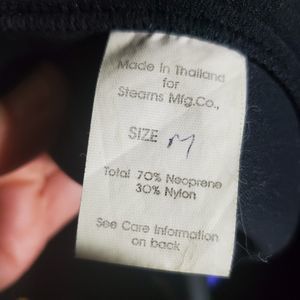 Made in Thailand
for
Stearns Mfg.Co.,
SIZE M
Total 70% Neoprene
30% Nylon
See Care Information
on back